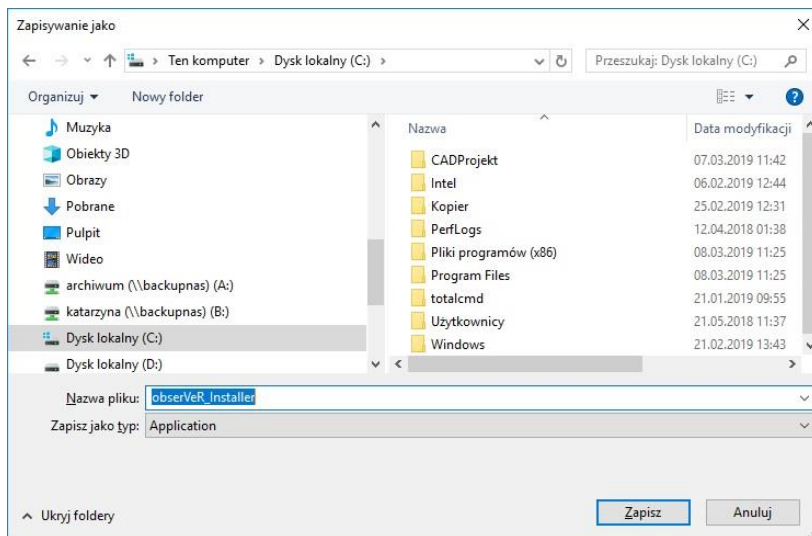 Zapisywanie jako
Ten komputer > Dysk lokalny (C:) >
Przeszukaj: Dysk lokalny (C:)
Organizuj
Nowy folder
Muzyka
Obiekty 3D
Obrazy
Pobrane
Pulpit
Wideo
archiwum (\\backupnas) (A:)
katarzyna (\\backupnas) (B:)
Dysk lokalny (C:)
Dysk lokalny (D:)
Nazwa Data modyfikacji
CADProjekt 07.03.2019 11:42
Intel 06.02.2019 12:44
Kopier 25.02.2019 12:31
PerfLogs 12.04.2018 01:38
Pliki programów (x86) 08.03.2019 11:25
Program Files 08.03.2019 11:25
totalcmd 21.01.2019 09:55
Użytkownicy 21.05.2018 11:37
Windows 21.02.2019 13:43
Nazwa pliku: obserVeR_Installer
Zapisz jako typ: Application
Ukryj foldery
Zapisz
Anuluj